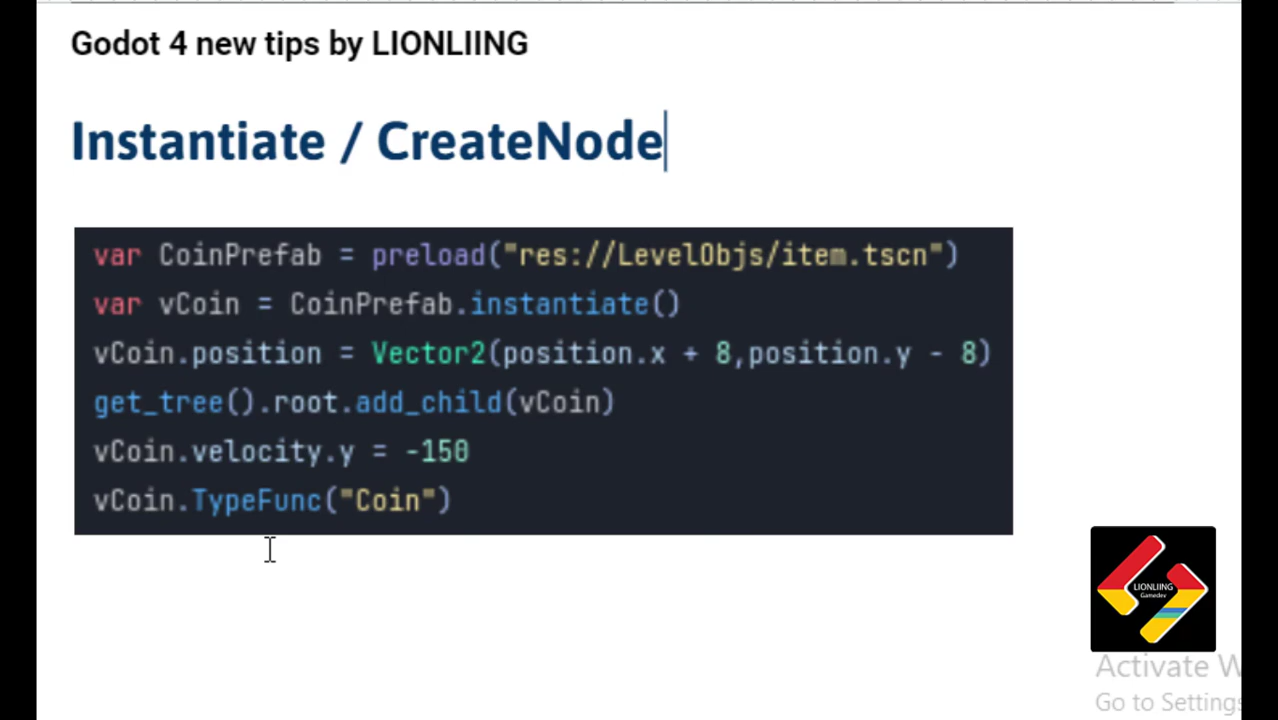 Godot 4 new tips by LIONLIING
Instantiate / CreateNode
var CoinPrefab = preload("res://LevelObjs/item.tscn")
var vCoin = CoinPrefab.instantiate()
vCoin.position = Vector2(position.x + 8,position.y - 8)
get_tree().root.add_child(vCoin)
vCoin.velocity.y = -150
vCoin.TypeFunc("Coin")
LIONLIING
Gamedev
Activate W
Go to Settings